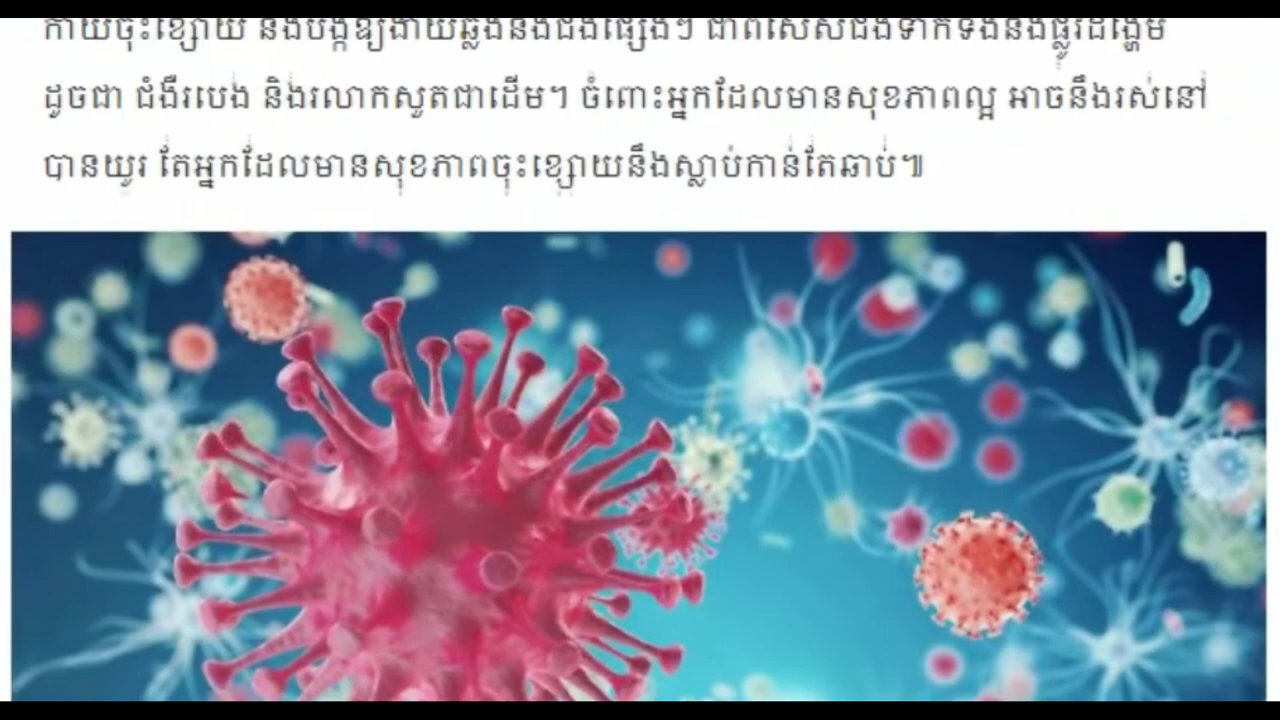 កាយចុះខ្សោយ និងបង្កឱ្យងាយឆ្លងនឹងជំងឺផ្សេងៗ ជាពិសេសជំងឺទាក់ទងនឹងផ្លូវដង្ហើម
ដូចជា ជំងឺរបេង និងរលាកសួតជាដើម។ ចំពោះអ្នកដែលមានសុខភាពល្អ អាចនឹងរស់នៅ
បានយូរ តែអ្នកដែលមានសុខភាពចុះខ្សោយនឹងស្លាប់កាន់តែឆាប់៕